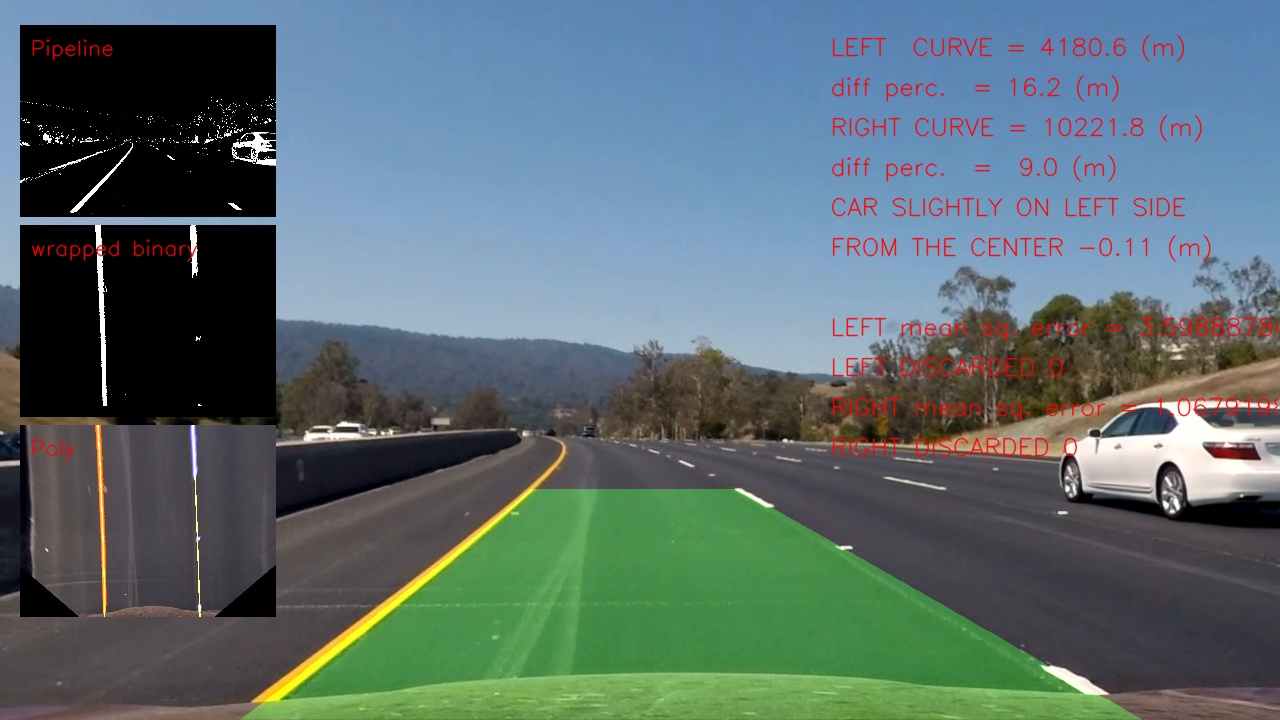 Pipeline
wrapped binary
Poly
LEFT  CURVE = 4180.6 (m)
diff perc.  = 16.2 (m)
RIGHT CURVE = 10221.8 (m)
diff perc.  =  9.0 (m)
CAR SLIGHTLY ON LEFT SIDE
FROM THE CENTER -0.11 (m)
LEFT mean sq. error = 3.5988878
LEFT DISCARDED 0
RIGHT mean sq. error = 1.067919
RIGHT DISCARDED 0